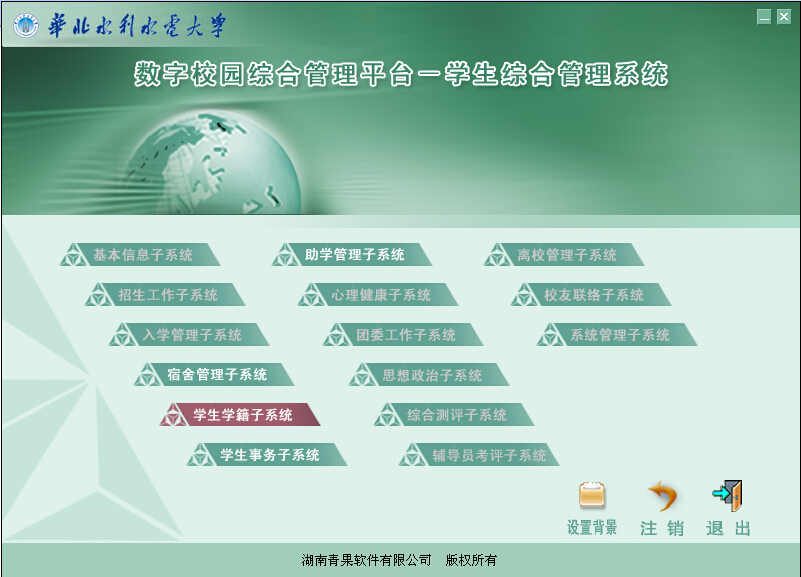 华北水利水电大学
数字校园综合管理平台－学生综合管理系统
基本信息子系统 助学管理子系统 离校管理子系统
招生工作子系统 心理健康子系统 校友联络子系统
入学管理子系统 团委工作子系统 系统管理子系统
宿舍管理子系统 思想政治子系统
学生学籍子系统 综合测评子系统
学生事务子系统 辅导员考评子系统
设置背景 注 销 退 出
湖南青果软件有限公司 版权所有